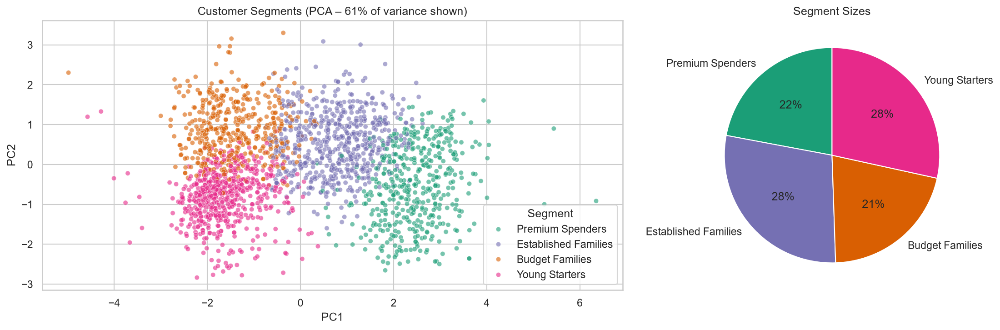 Customer Segments (PCA – 61% of variance shown)
PC2
3
2
1
0
−1
−2
−3
−4
−2
0
2
4
6
PC1
Segment
Premium Spenders
Established Families
Budget Families
Young Starters
Segment Sizes
Premium Spenders
Young Starters
22%
28%
28%
21%
Established Families
Budget Families